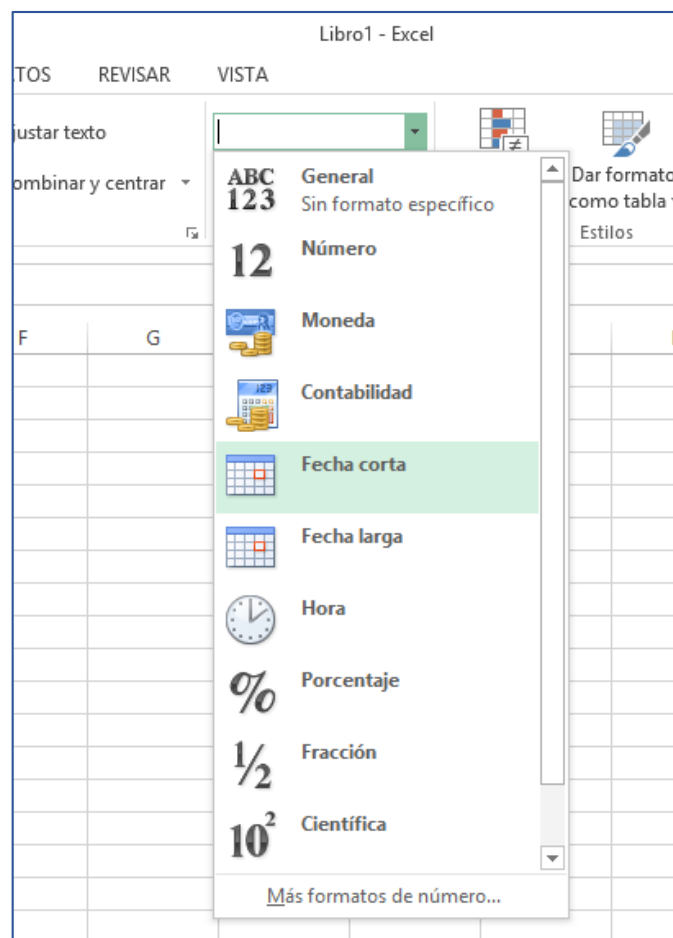 Libro1 - Excel
TOS REVISAR VISTA
justar texto
ombinar y centrar
≠
Dar formato
como tabla
Estilos
F G
ABC
123
General
Sin formato específico
12
Número
Moneda
123
Contabilidad
Fecha corta
Fecha larga
Hora
%
Porcentaje
1/2
Fracción
10²
Científica
Más formatos de número...